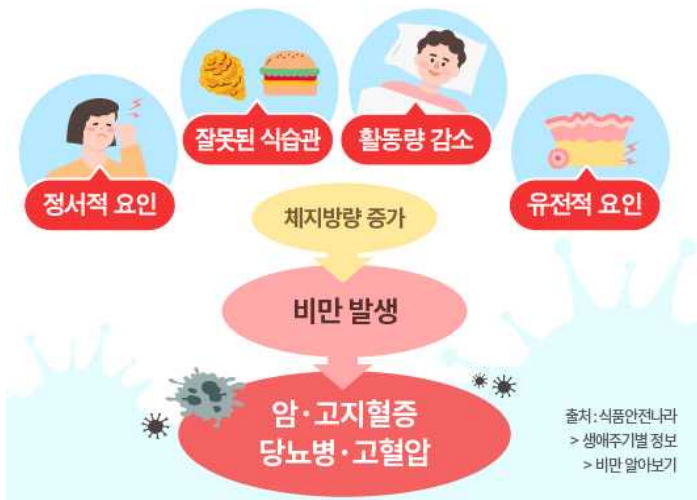 정서적 요인
잘못된 식습관
활동량 감소
유전적 요인
체지방량 증가
비만 발생
암·고지혈증
당뇨병·고혈압
출처:식품안전나라
> 생애주기별 정보
> 비만 알아보기